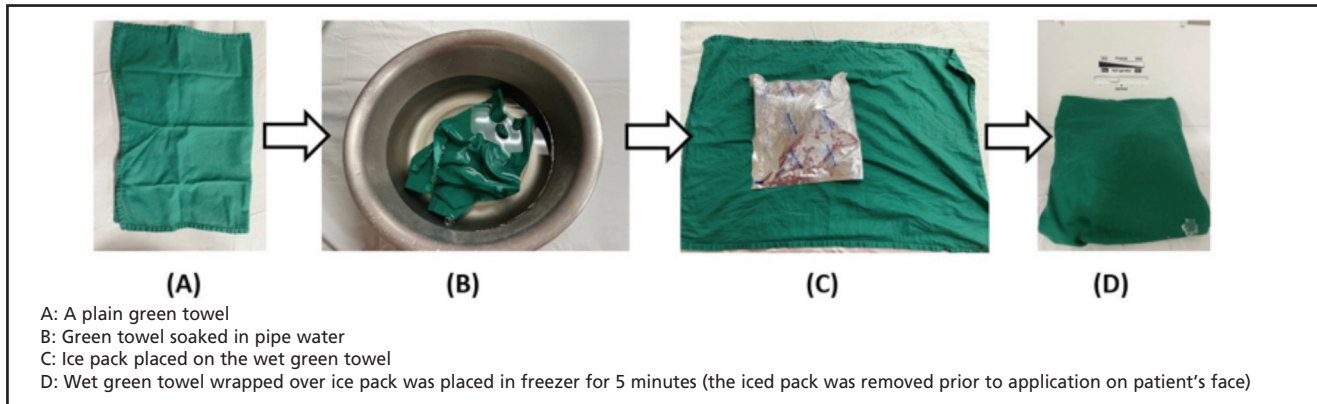 (A) (B) (C) (D)
A: A plain green towel
B: Green towel soaked in pipe water
C: Ice pack placed on the wet green towel
D: Wet green towel wrapped over ice pack was placed in freezer for 5 minutes (the iced pack was removed prior to application on patient’s face)